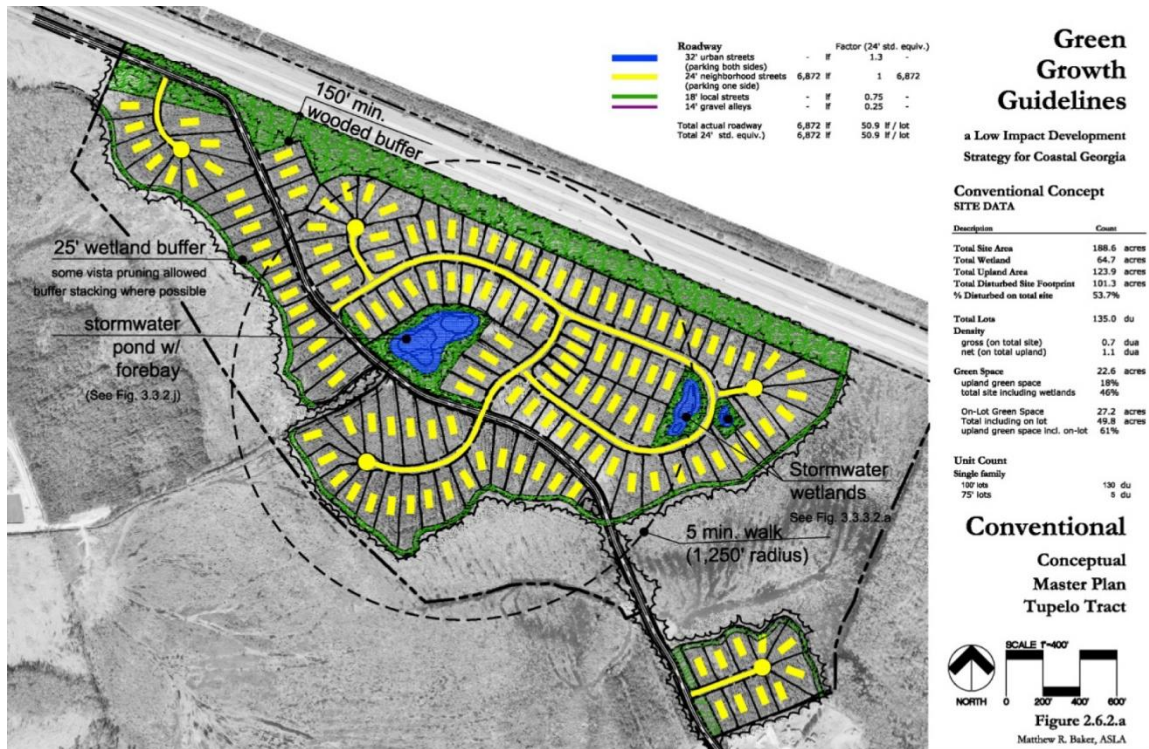 Roadway Factor (24' std. equiv.)
32' urban streets - lf 1.3 -
(parking both sides)
24' neighborhood streets 6,872 lf 1 6,872
(parking one side)
18' local streets - lf 0.75 -
14' gravel alleys - lf 0.25 -
Total actual roadway 6,872 lf 50.9 lf / lot
Total 24' std. equiv.) 6,872 lf 50.9 lf / lot
150' min.
wooded buffer
25' wetland buffer
some vista pruning allowed
buffer stacking where possible
stormwater
pond w/
forebay
(See Fig. 3.3.2.j)
Stormwater
wetlands
See Fig. 3.3.3.2.a
5 min. walk
(1,250' radius)
Green
Growth
Guidelines
a Low Impact Development
Strategy for Coastal Georgia
Conventional Concept
SITE DATA
Description Count
Total Site Area 188.6 acres
Total Wetland 64.7 acres
Total Upland Area 123.9 acres
Total Disturbed Site Footprint 101.3 acres
% Disturbed on total site 53.7%
Total Lots 135.0 du
Density
gross (on total site) 0.7 dua
net (on total upland) 1.1 dua
Green Space 22.6 acres
upland green space 18%
total site including wetlands 46%
On-Lot Green Space 27.2 acres
Total including on lot 49.8 acres
upland green space incl. on-lot 61%
Unit Count
Single family
100' lots 130 du
75' lots 5 du
Conventional
Conceptual
Master Plan
Tupelo Tract
SCALE 1"=400'
NORTH 0 200' 400' 600'
Figure 2.6.2.a
Matthew R. Baker, ASLA